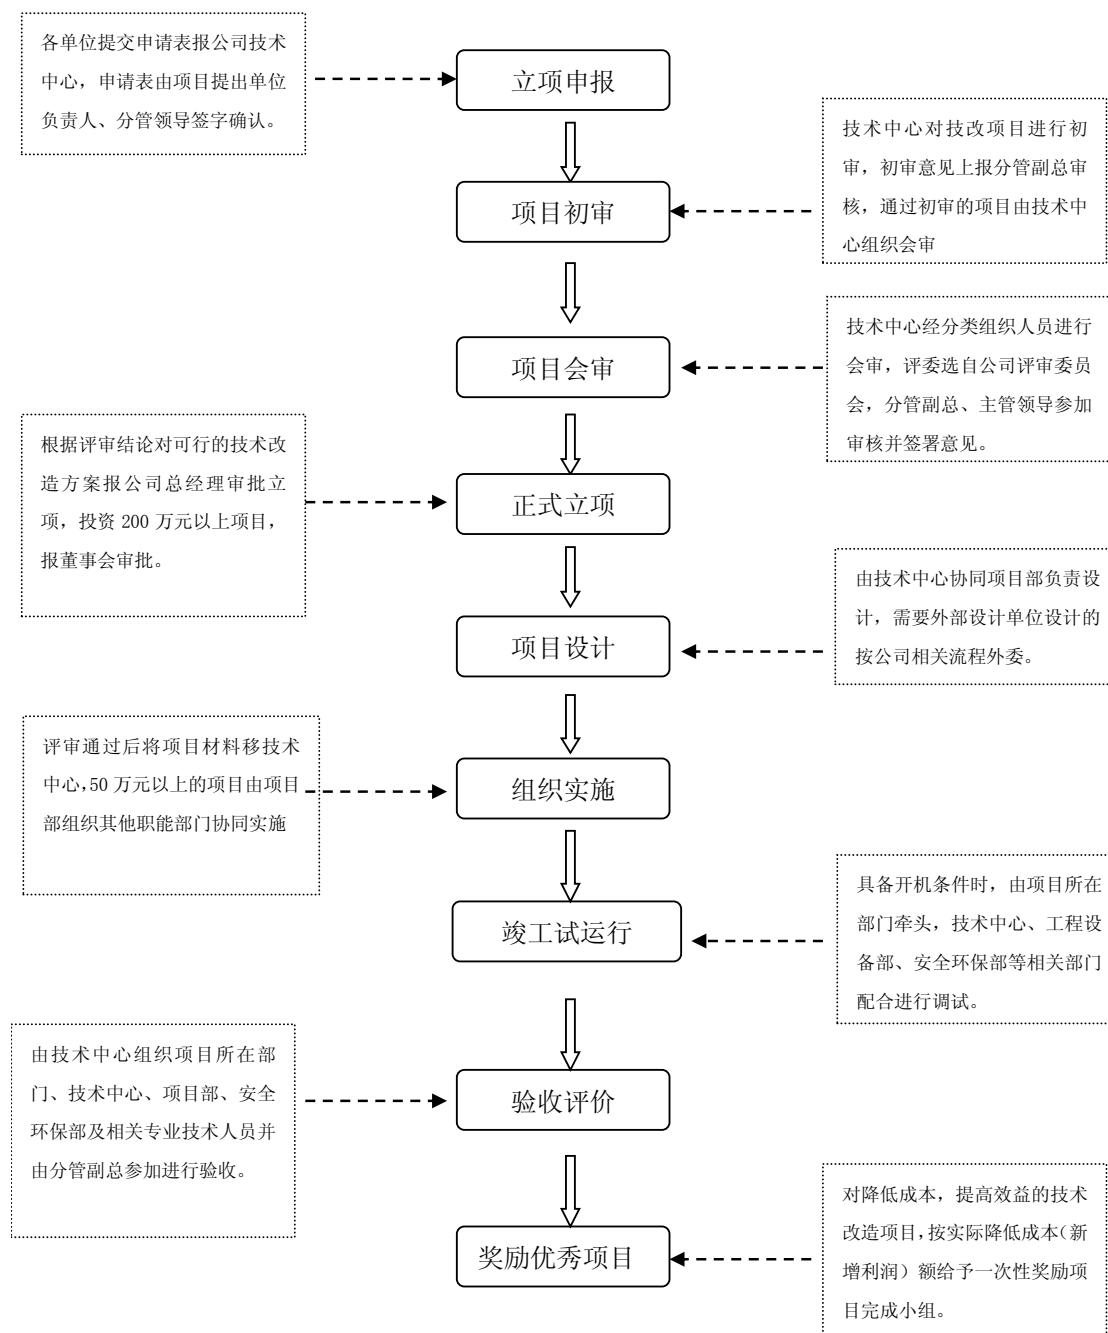 各单位提交申请表报公司技术
中心，申请表由项目提出单位
负责人、分管领导签字确认。
立项申报
技术中心对技改项目进行初
审，初审意见上报分管副总审
核，通过初审的项目由技术中
心组织会审
项目初审
技术中心经分类组织人员进行
会审，评委选自公司评审委员
会，分管副总、主管领导参加
审核并签署意见。
项目会审
根据评审结论对可行的技术改
造方案报公司总经理审批立
项，投资 200 万元以上项目，
报董事会审批。
正式立项
由技术中心协同项目部负责设
计，需要外部设计单位设计的
按公司相关流程外委。
项目设计
评审通过后将项目材料移技术
中心,50 万元以上的项目由项目
部组织其他职能部门协同实施
组织实施
具备开机条件时，由项目所在
部门牵头，技术中心、工程设
备部、安全环保部等相关部门
配合进行调试。
竣工试运行
由技术中心组织项目所在部
门、技术中心、项目部、安全
环保部及相关专业技术人员并
由分管副总参加进行验收。
验收评价
对降低成本，提高效益的技术
改造项目,按实际降低成本（新
增利润）额给予一次性奖励项
目完成小组。
奖励优秀项目